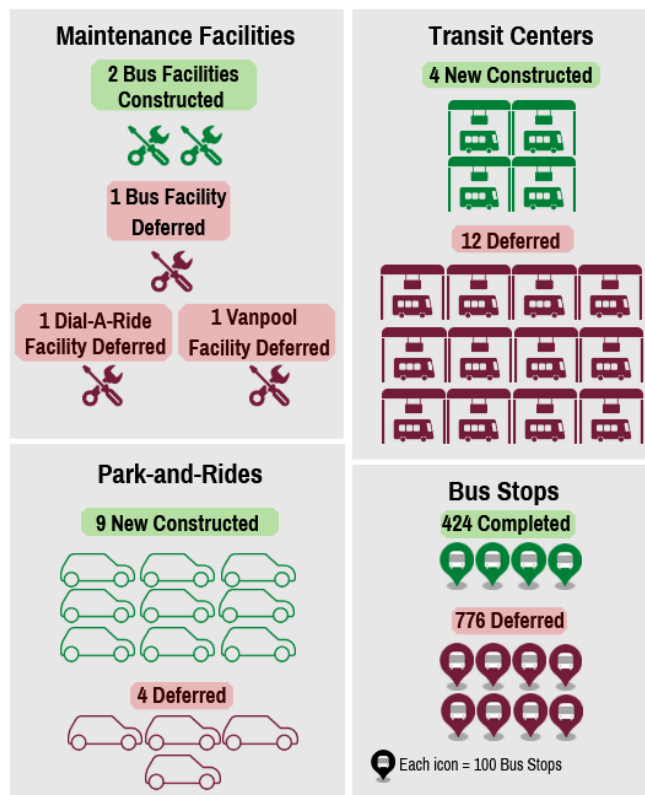 Maintenance Facilities
2 Bus Facilities
Constructed
1 Bus Facility
Deferred
1 Dial-A-Ride
Facility Deferred
1 Vanpool
Facility Deferred
Transit Centers
4 New Constructed
12 Deferred
Park-and-Rides
9 New Constructed
4 Deferred
Bus Stops
424 Completed
776 Deferred
Each icon = 100 Bus Stops